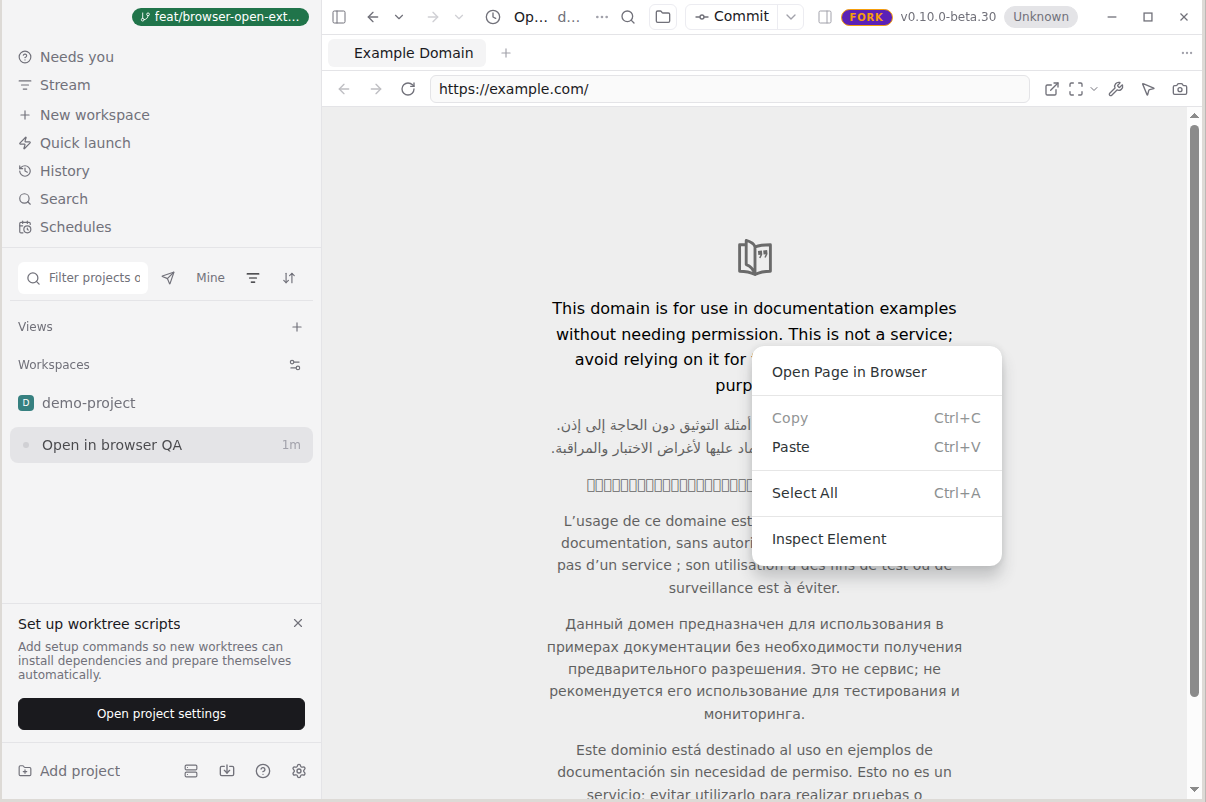 feat/browser-open-ext...
Needs you
Stream
New workspace
Quick launch
History
Search
Schedules
Filter projects o
Mine
Views
Workspaces
D demo-project
Open in browser QA 1m
Set up worktree scripts
Add setup commands so new worktrees can
install dependencies and prepare themselves
automatically.
Open project settings
Add project
Op... d...
Commit
FORK
v0.10.0-beta.30
Unknown
Example Domain
https://example.com/
This domain is for use in documentation examples
without needing permission. This is not a service;
avoid relying on it for
أمثلة التوثيق دون الحاجة إلى إذن.
عليها لأغراض الاختبار والمراقبة.
L’usage de ce domaine est
documentation, sans
pas d’un service ; son utilisation à des fins de test ou de
surveillance est à éviter.
Данный домен предназначен для использования в
примерах документации без необходимости получения
предварительного разрешения. Это не сервис; не
рекомендуется его использование для тестирования и
мониторинга.
Este dominio está destinado al uso en ejemplos de
documentación sin necesidad de permiso. Esto no es un
servicio; evitar utilizarlo para realizar pruebas o
Open Page in Browser
Copy Ctrl+C
Paste Ctrl+V
Select All Ctrl+A
Inspect Element